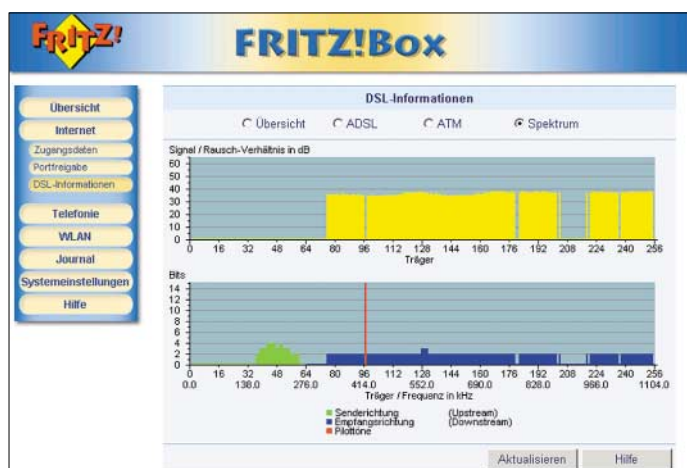 FRITZ!
FRITZ!Box
Übersicht
Internet
Zugangsdaten
Portfreigabe
DSL-Informationen
Telefonie
WLAN
Journal
Systemeinstellungen
Hilfe
DSL-Informationen
Übersicht ADSL ATM Spektrum
Signal / Rausch-Verhältnis in dB
60
50
40
30
20
10
0
0 16 32 48 64 80 96 112 128 144 160 176 192 208 224 240 256
Träger
Bits
14
12
10
8
6
4
2
0
0 16 32 48 64 80 96 112 128 144 160 176 192 208 224 240 256
0.0 138.0 276.0 414.0 552.0 690.0 828.0 966.0 1104.0
Träger / Frequenz in kHz
Senderichtung (Upstream)
Empfangsrichtung (Downstream)
Pilottöne
Aktualisieren Hilfe